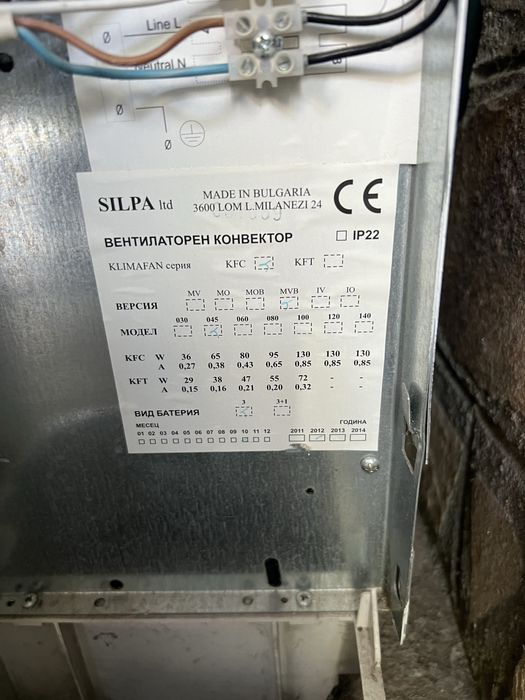 Line L
Neutral N
SILPA ltd
MADE IN BULGARIA
3600 LOM L.MILANEZI 24
CE
ВЕНТИЛАТОРЕН КОНВЕКТОР IP22
KLIMAFAN серия KFC KFT
MV MO MOB MVB IV IO
ВЕРСИЯ
030 045 060 080 100 120 140
МОДЕЛ
KFC W 36 65 80 95 130 130 130
A 0,27 0,38 0,43 0,65 0,85 0,85 0,85
KFT W 29 38 47 55 72 - -
A 0,15 0,16 0,21 0,20 0,32 - -
3 3+1
ВИД БАТЕРИЯ
МЕСЕЦ ГОДИНА
01 02 03 04 05 06 07 08 09 10 11 12 2011 2012 2013 2014